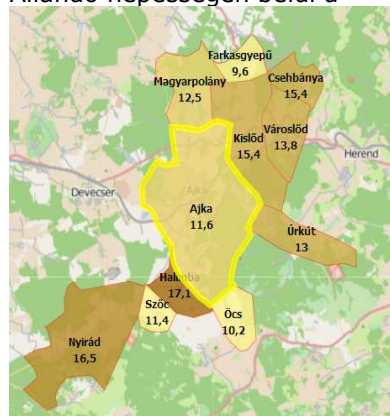 Állandó népességen belül a
Farkasgyepű
9,6
Magyarpolány
12,5
Csehbánya
15,4
Városlőd
13,8
Kislőd
15,4
Herend
Devecser
Ajka
11,6
Úrkút
13
Halimba
17,1
Szőc
11,4
Öcs
10,2
Nyirád
16,5